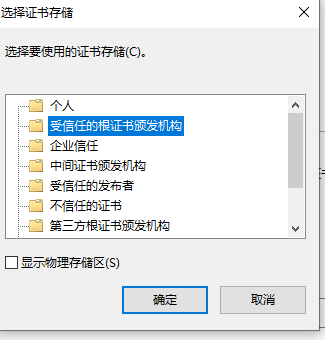 选择证书存储
选择要使用的证书存储(C)。
个人
受信任的根证书颁发机构
企业信任
中间证书颁发机构
受信任的发布者
不信任的证书
第三方根证书颁发机构
显示物理存储区(S)
确定
取消